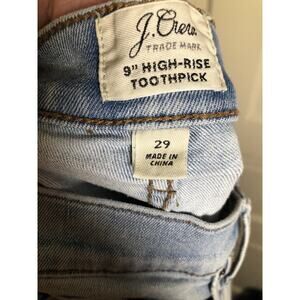 J.Crew
TRADE MARK
9" HIGH-RISE
TOOTHPICK
29
MADE IN
CHINA